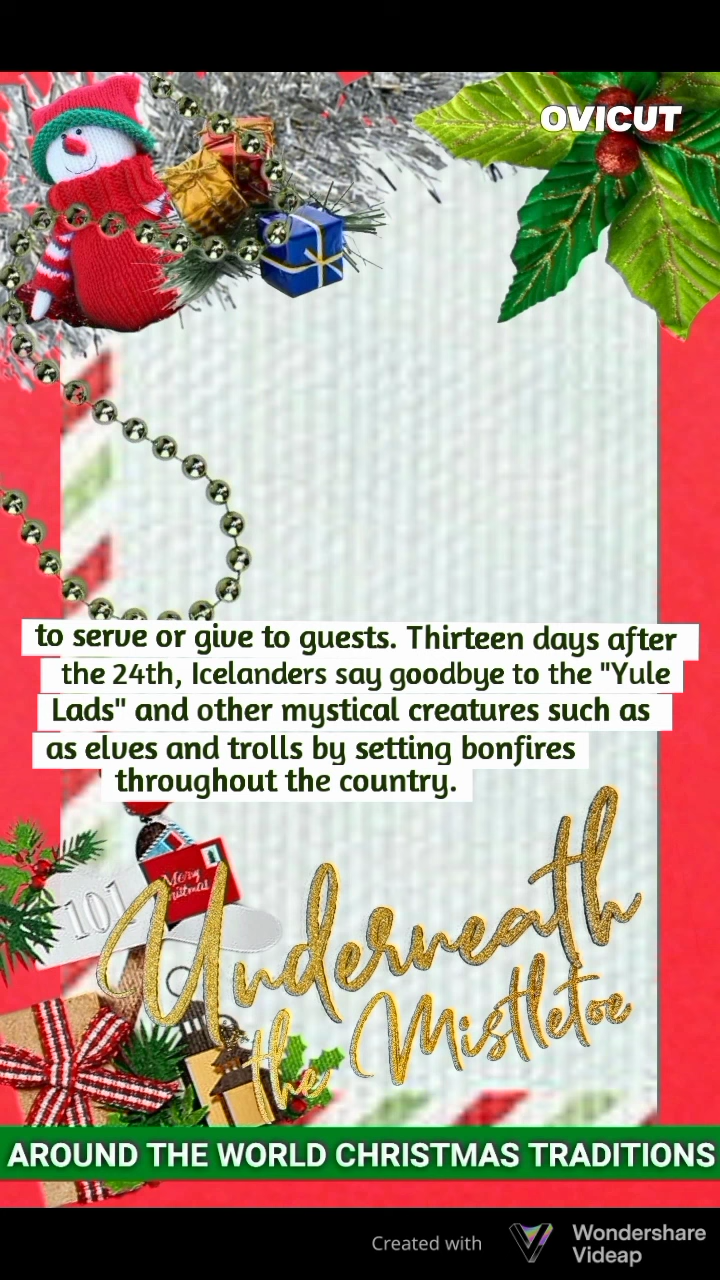 OVICUT
to serve or give to guests. Thirteen days after
the 24th, Icelanders say goodbye to the "Yule
Lads" and other mystical creatures such as
as elves and trolls by setting bonfires
throughout the country.
Merry
Christmas
101
Underneath
the Mistletoe
AROUND THE WORLD CHRISTMAS TRADITIONS
Created with
Wondershare
Videap